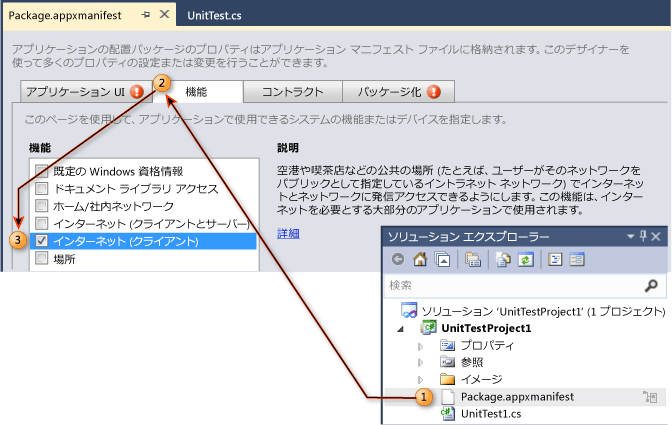 Package.appxmanifest
UnitTest.cs
アプリケーションの配置パッケージのプロパティはアプリケーション マニフェスト ファイルに格納されます。このデザイナーを
使って多くのプロパティの設定または変更を行うことができます。
アプリケーション UI
2
機能
コントラクト
パッケージ化
このページを使用して、アプリケーションで使用できるシステムの機能またはデバイスを指定します。
機能
既定の Windows 資格情報
ドキュメント ライブラリ アクセス
ホーム/社内ネットワーク
インターネット (クライアントとサーバー)
3
インターネット (クライアント)
場所
説明
空港や喫茶店などの公共の場所 (たとえば、ユーザーがそのネットワークを
パブリックとして指定しているイントラネット ネットワーク) でインターネッ
トとネットワークに発信アクセスできるようにします。この機能は、インター
ネットを必要とする大部分のアプリケーションで使用されます。
詳細
ソリューション エクスプローラー
検索
ソリューション 'UnitTestProject1' (1 プロジェクト)
UnitTestProject1
プロパティ
参照
イメージ
1
Package.appxmanifest
UnitTest1.cs